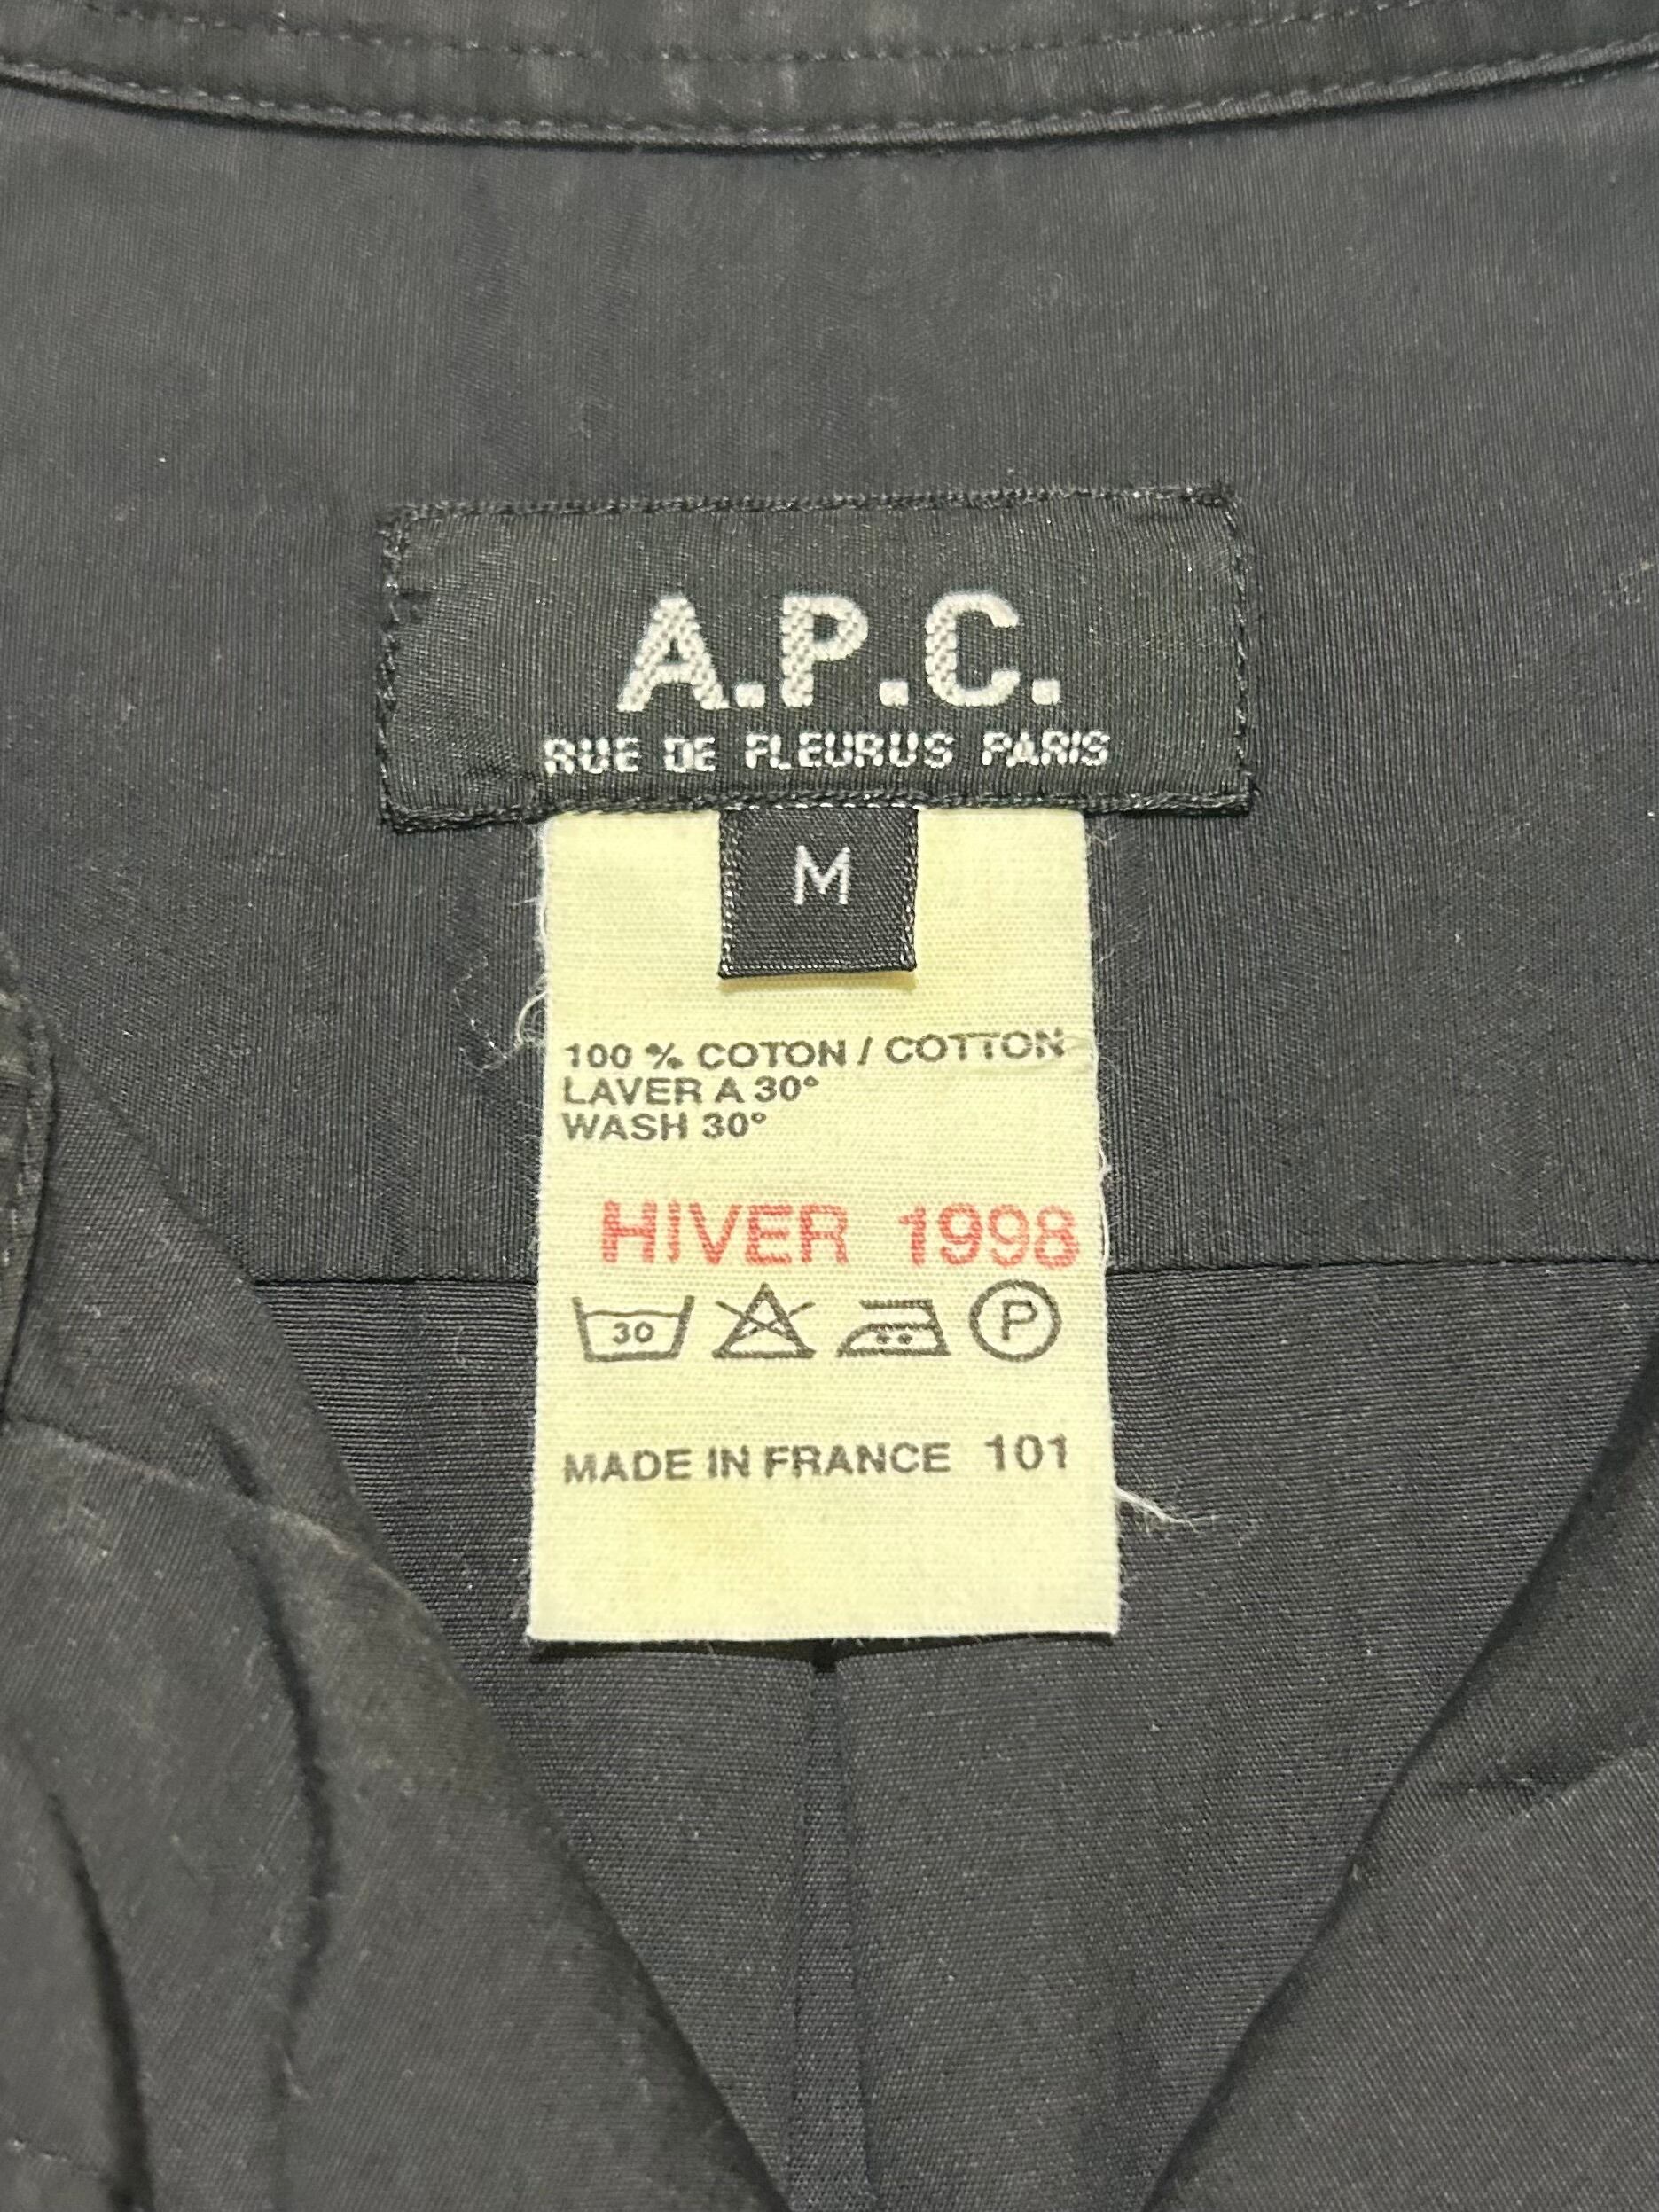 A.P.C.
RUE DE FLEURUS PARIS
M
100 % COTON / COTTON
LAVER A 30°
WASH 30°
HIVER 1998
30 P
MADE IN FRANCE 101